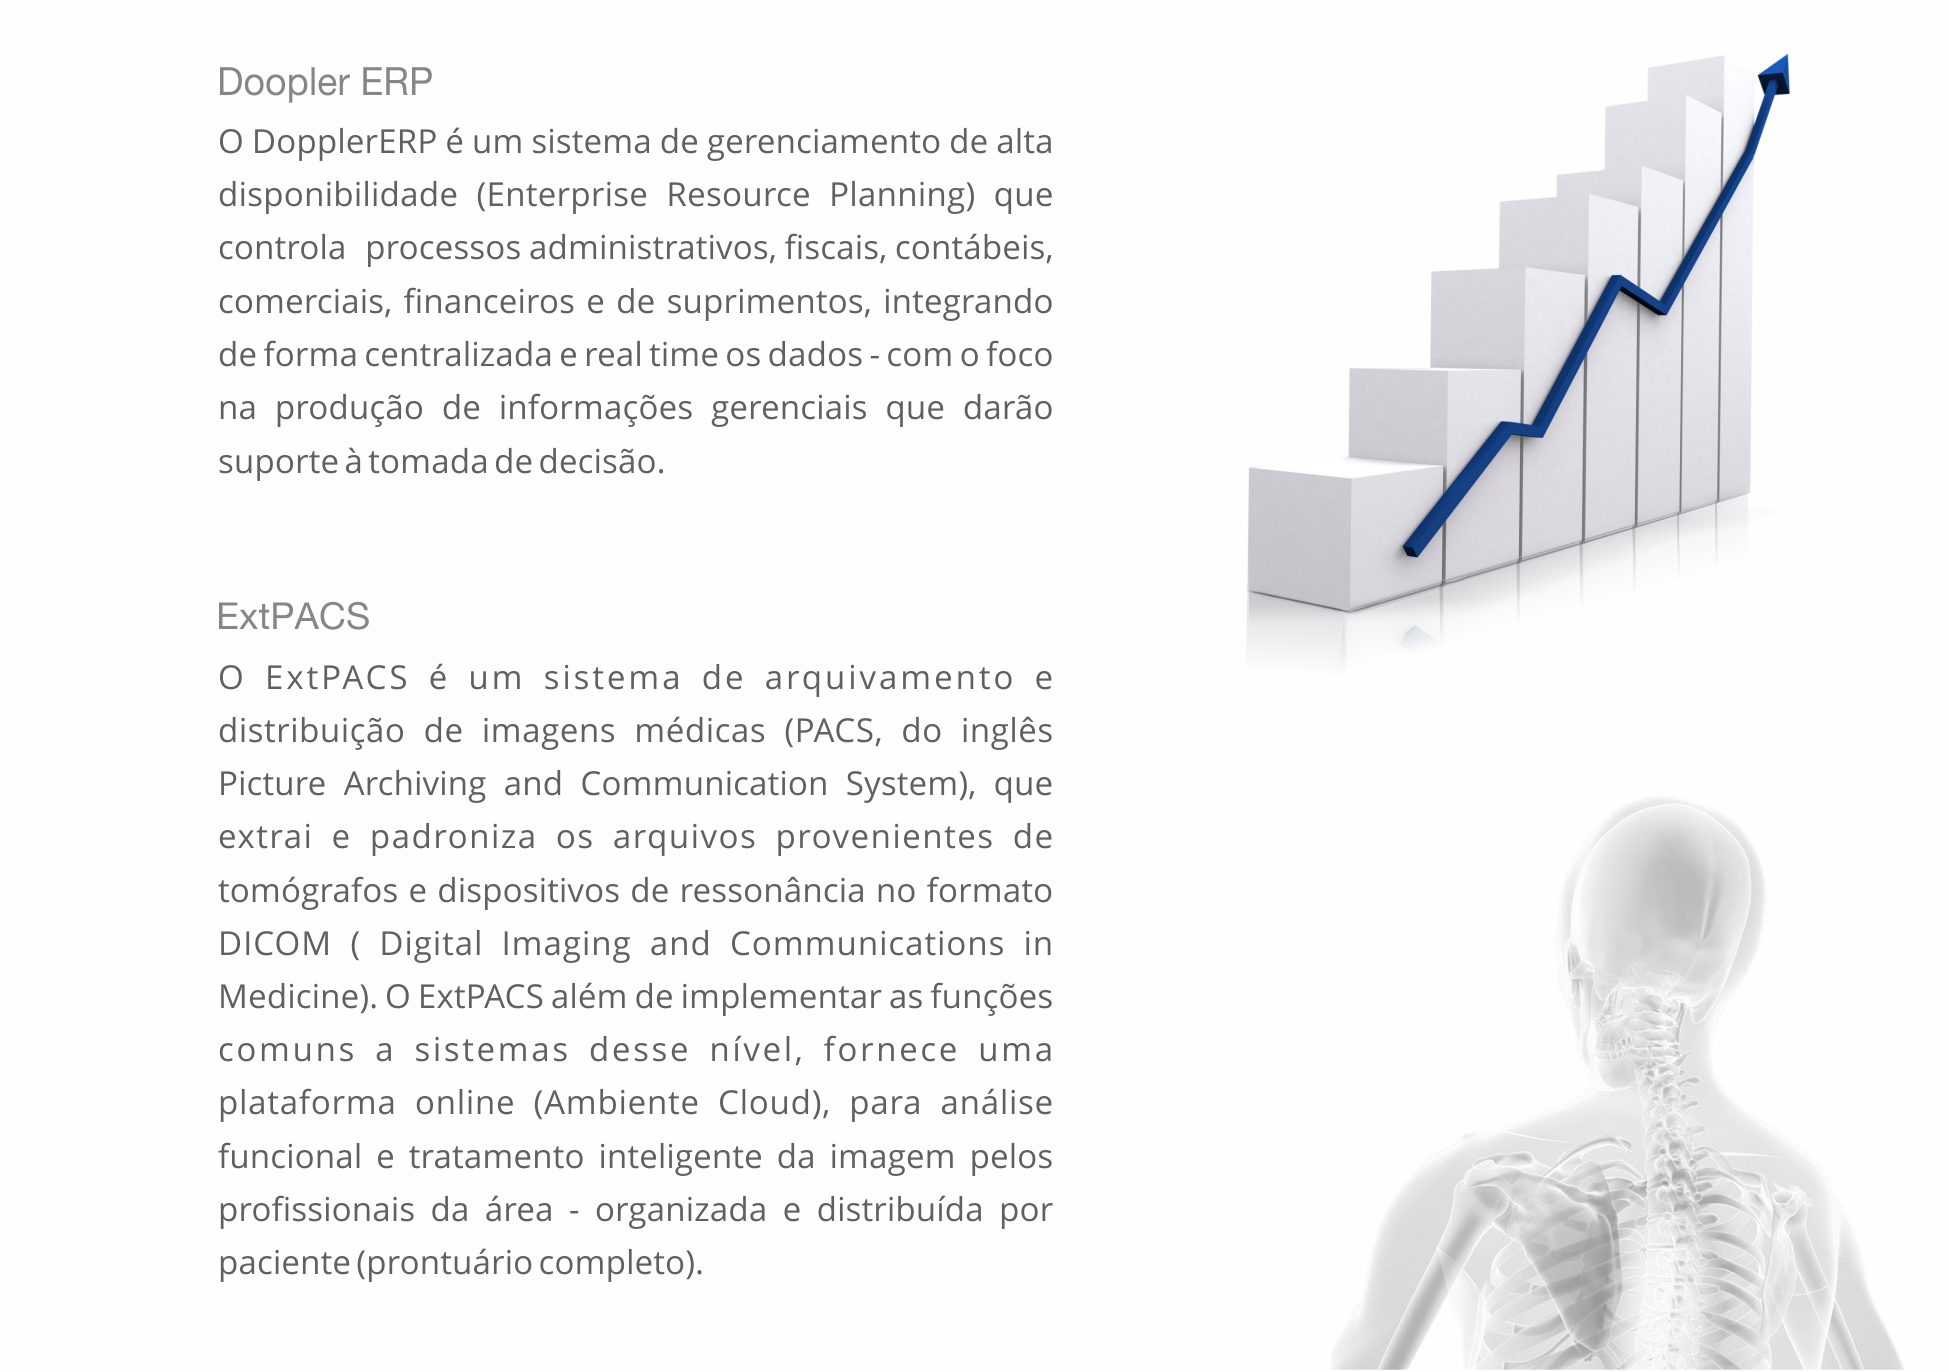 Doopler ERP
O DopplerERP é um sistema de gerenciamento de alta
disponibilidade (Enterprise Resource Planning) que
controla processos administrativos, fiscais, contábeis,
comerciais, financeiros e de suprimentos, integrando
de forma centralizada e real time os dados - com o foco
na produção de informações gerenciais que darão
suporte à tomada de decisão.
ExtPACS
O ExtPACS é um sistema de arquivamento e
distribuição de imagens médicas (PACS, do inglês
Picture Archiving and Communication System), que
extrai e padroniza os arquivos provenientes de
tomógrafos e dispositivos de ressonância no formato
DICOM ( Digital Imaging and Communications in
Medicine). O ExtPACS além de implementar as funções
comuns a sistemas desse nível, fornece uma
plataforma online (Ambiente Cloud), para análise
funcional e tratamento inteligente da imagem pelos
profissionais da área - organizada e distribuída por
paciente (prontuário completo).